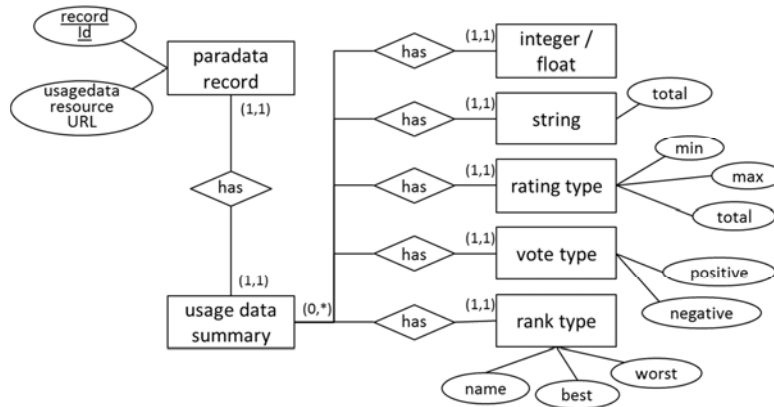 record
Id
usagedata
resource
URL
paradata
record
(1,1)
has
(1,1)
usage data
summary
(0,*)
has
(1,1)
integer /
float
has
(1,1)
string
total
has
(1,1)
rating type
min
max
total
has
(1,1)
vote type
positive
negative
has
(1,1)
rank type
name
best
worst